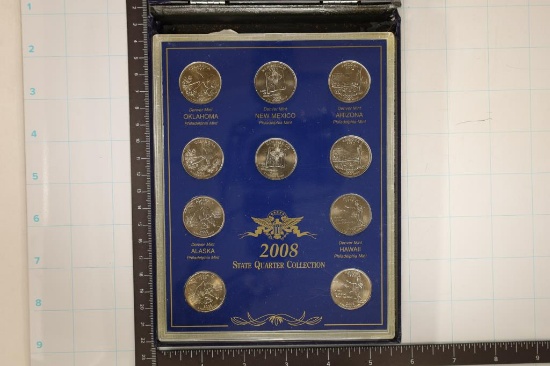 Denver Mint
OKLAHOMA
Philadelphia Mint
Denver Mint
NEW MEXICO
Philadelphia Mint
Denver Mint
ARIZONA
Philadelphia Mint
Denver Mint
ALASKA
Philadelphia Mint
Denver Mint
HAWAII
Philadelphia Mint
2008
STATE QUARTER COLLECTION
1
2
3
4
5
6
7
8
9